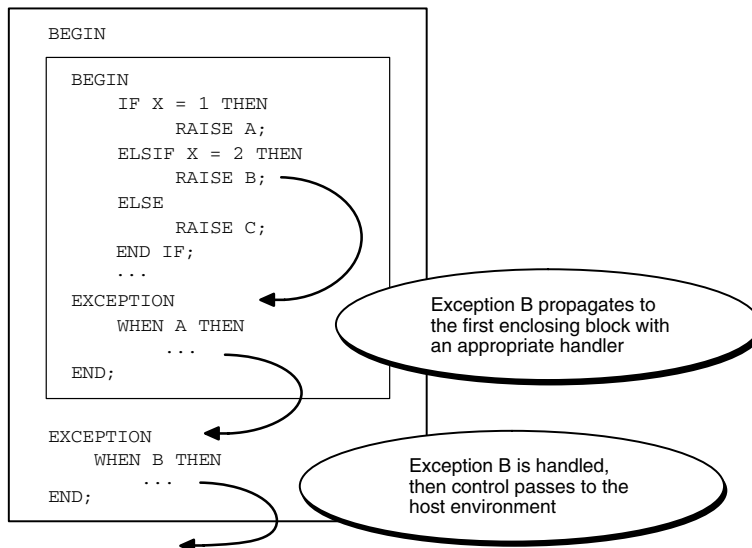 BEGIN
BEGIN
IF X = 1 THEN
RAISE A;
ELSIF X = 2 THEN
RAISE B;
ELSE
RAISE C;
END IF;
...
EXCEPTION
WHEN A THEN
...
END;
Exception B propagates to
the first enclosing block with
an appropriate handler
EXCEPTION
WHEN B THEN
...
END;
Exception B is handled,
then control passes to the
host environment